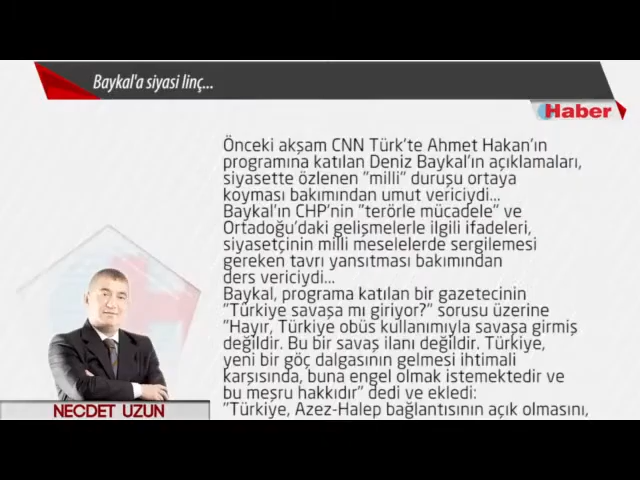 Baykal'a siyasi linç...
Haber
Önceki akşam CNN Türk'te Ahmet Hakan'ın
programına katılan Deniz Baykal'ın açıklamaları,
siyasette özlenen "milli" duruşu ortaya
koyması bakımından umut vericiydi...
Baykal'ın CHP'nin "terörle mücadele" ve
Ortadoğu'daki gelişmelerle ilgili ifadeleri,
siyasetçinin milli meselelerde sergilemesi
gereken tavrı yansıtması bakımından
ders vericiydi...
Baykal, programa katılan bir gazetecinin
"Türkiye savaşa mı giriyor?" sorusu üzerine
"Hayır, Türkiye obüs kullanımıyla savaşa girmiş
değildir. Bu bir savaş ilanı değildir. Türkiye,
yeni bir göç dalgasının gelmesi ihtimali
karşısında, buna engel olmak istemektedir ve
bu meşru hakkıdır" dedi ve ekledi:
"Türkiye, Azez-Halep bağlantısının açık olmasını,
NECDET UZUN